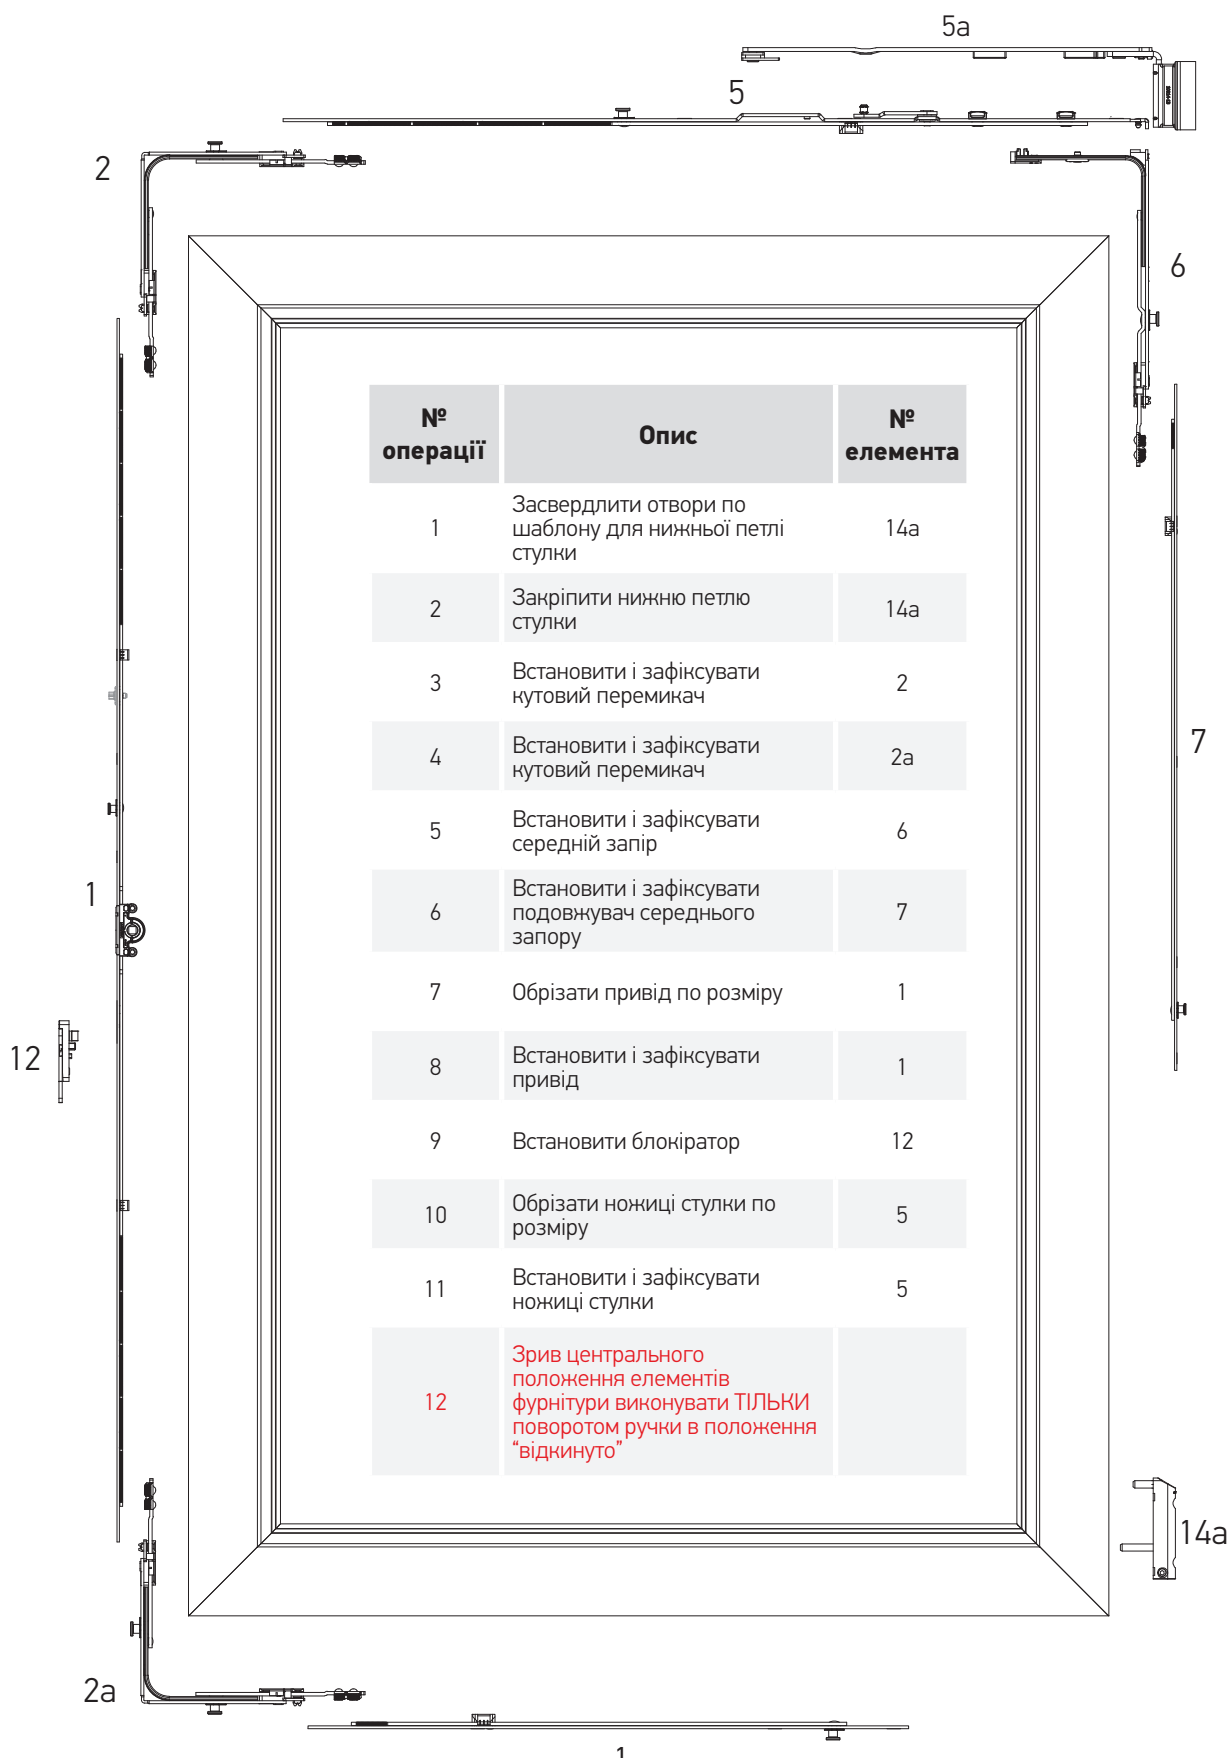 5a
5
2
6
№
операції
Опис
№
елемента
1
Засвердлити отвори по
шаблону для нижньої петлі
стулки
14a
2
Закріпити нижню петлю
стулки
14a
3
Встановити і зафіксувати
кутовий перемикач
2
4
Встановити і зафіксувати
кутовий перемикач
2a
5
Встановити і зафіксувати
середній запір
6
6
Встановити і зафіксувати
подовжувач середнього
запору
7
7
Обрізати привід по розміру
1
8
Встановити і зафіксувати
привід
1
9
Встановити блокіратор
12
10
Обрізати ножиці стулки по
розміру
5
11
Встановити і зафіксувати
ножиці стулки
5
12
Зрив центрального
положення елементів
фурнітури виконувати ТІЛЬКИ
поворотом ручки в положення
“відкинуто”
7
1
12
14a
2a
1